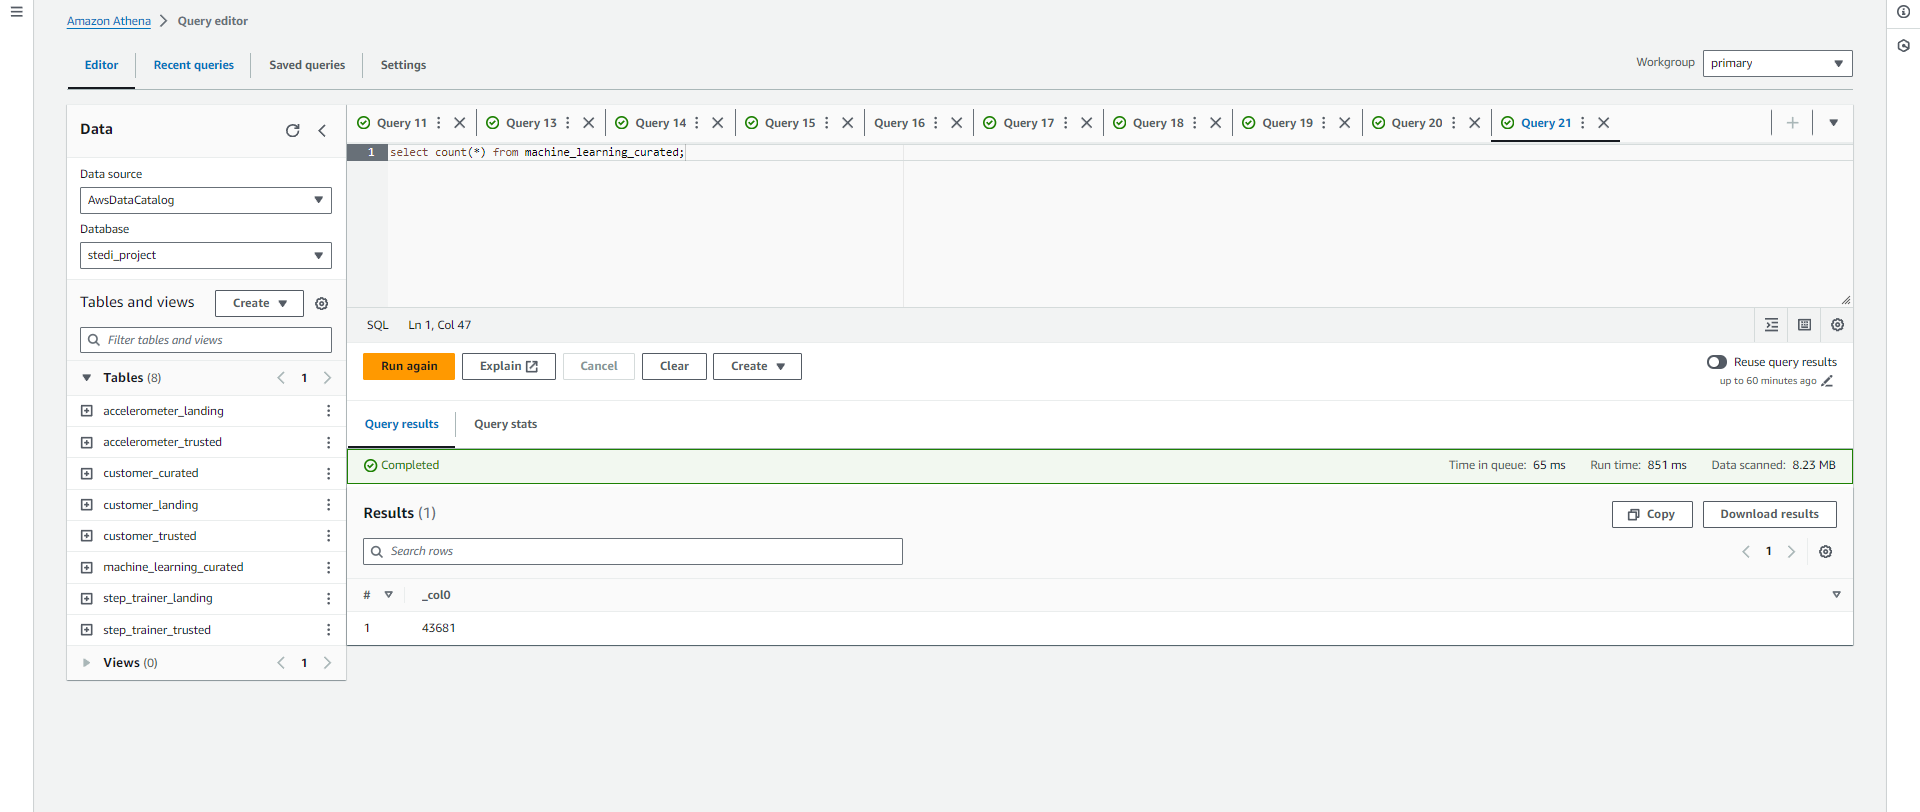 Amazon Athena > Query editor
Editor
Recent queries
Saved queries
Settings
Workgroup
primary
Data
Data source
AwsDataCatalog
Database
stedi_project
Tables and views
Create
Filter tables and views
Tables (8)
1
accelerometer_landing
accelerometer_trusted
customer_curated
customer_landing
customer_trusted
machine_learning_curated
step_trainer_landing
step_trainer_trusted
Views (0)
1
Query 11
Query 13
Query 14
Query 15
Query 16
Query 17
Query 18
Query 19
Query 20
Query 21
1 select count(*) from machine_learning_curated;
SQL Ln 1, Col 47
Run again
Explain
Cancel
Clear
Create
Reuse query results
up to 60 minutes ago
Query results
Query stats
Completed
Time in queue: 65 ms
Run time: 851 ms
Data scanned: 8.23 MB
Results (1)
Copy
Download results
Search rows
1
# _col0
1 43681